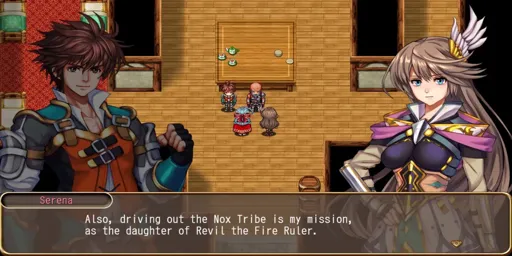 Serena
Also, driving out the Nox Tribe is my mission,
as the daughter of Revil the Fire Ruler.